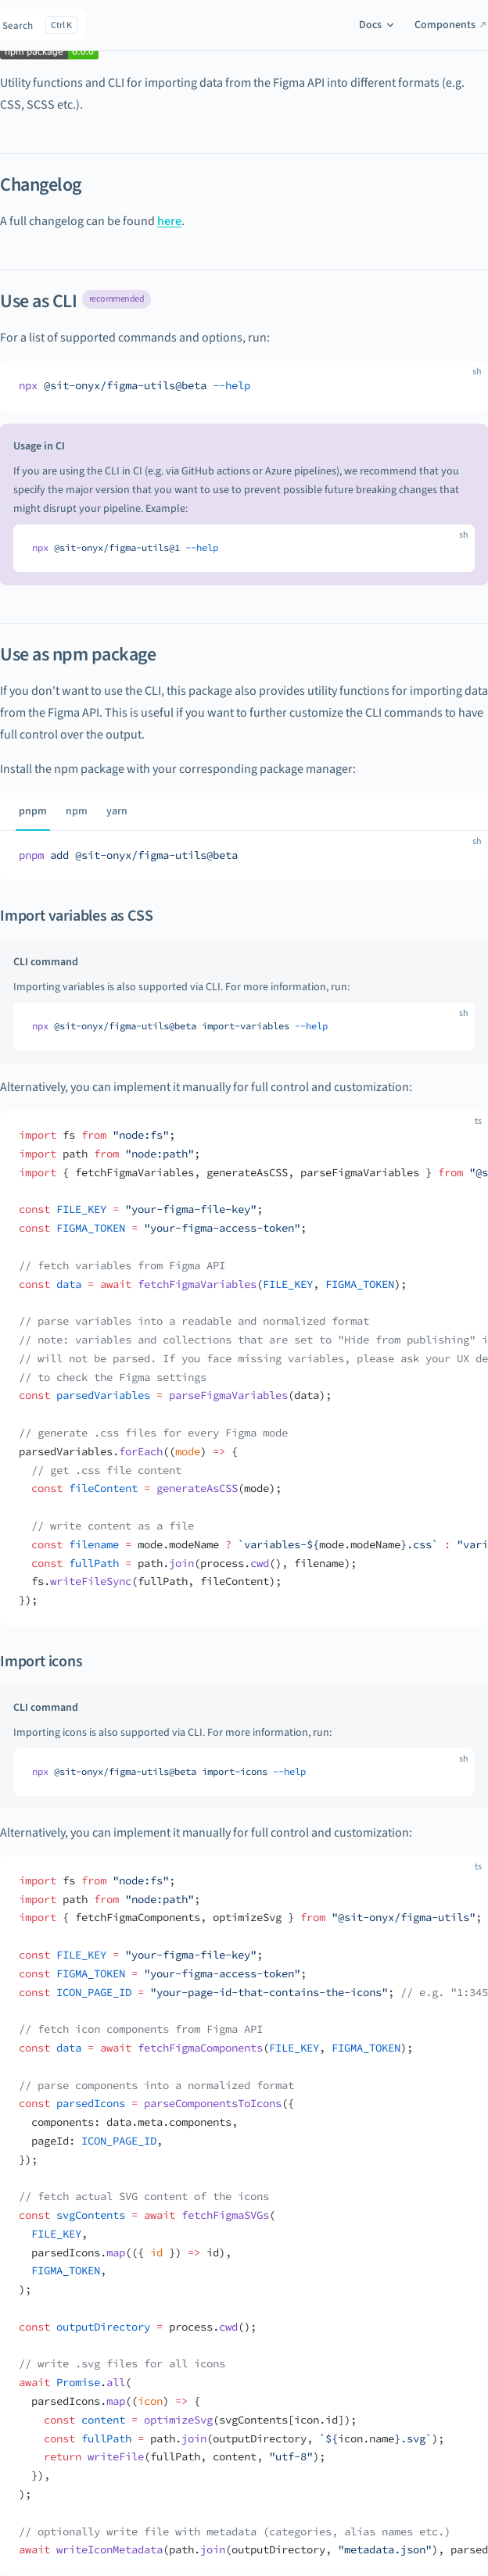 Search Ctrl K Docs Components ↗
npm package 0.0.0
Utility functions and CLI for importing data from the Figma API into different formats (e.g.
CSS, SCSS etc.).
Changelog
A full changelog can be found here.
Use as CLI recommended
For a list of supported commands and options, run:
sh
npx @sit-onyx/figma-utils@beta --help
Usage in CI
If you are using the CLI in CI (e.g. via GitHub actions or Azure pipelines), we recommend that you
specify the major version that you want to use to prevent possible future breaking changes that
might disrupt your pipeline. Example:
sh
npx @sit-onyx/figma-utils@1 --help
Use as npm package
If you don't want to use the CLI, this package also provides utility functions for importing data
from the Figma API. This is useful if you want to further customize the CLI commands to have
full control over the output.
Install the npm package with your corresponding package manager:
pnpm npm yarn
sh
pnpm add @sit-onyx/figma-utils@beta
Import variables as CSS
CLI command
Importing variables is also supported via CLI. For more information, run:
sh
npx @sit-onyx/figma-utils@beta import-variables --help
Alternatively, you can implement it manually for full control and customization:
ts
import fs from "node:fs";
import path from "node:path";
import { fetchFigmaVariables, generateAsCSS, parseFigmaVariables } from "@s
const FILE_KEY = "your-figma-file-key";
const FIGMA_TOKEN = "your-figma-access-token";
// fetch variables from Figma API
const data = await fetchFigmaVariables(FILE_KEY, FIGMA_TOKEN);
// parse variables into a readable and normalized format
// note: variables and collections that are set to "Hide from publishing" i
// will not be parsed. If you face missing variables, please ask your UX de
// to check the Figma settings
const parsedVariables = parseFigmaVariables(data);
// generate .css files for every Figma mode
parsedVariables.forEach((mode) => {
// get .css file content
const fileContent = generateAsCSS(mode);
// write content as a file
const filename = mode.modeName ? `variables-${mode.modeName}.css` : "vari
const fullPath = path.join(process.cwd(), filename);
fs.writeFileSync(fullPath, fileContent);
});
Import icons
CLI command
Importing icons is also supported via CLI. For more information, run:
sh
npx @sit-onyx/figma-utils@beta import-icons --help
Alternatively, you can implement it manually for full control and customization:
ts
import fs from "node:fs";
import path from "node:path";
import { fetchFigmaComponents, optimizeSvg } from "@sit-onyx/figma-utils";
const FILE_KEY = "your-figma-file-key";
const FIGMA_TOKEN = "your-figma-access-token";
const ICON_PAGE_ID = "your-page-id-that-contains-the-icons"; // e.g. "1:345
// fetch icon components from Figma API
const data = await fetchFigmaComponents(FILE_KEY, FIGMA_TOKEN);
// parse components into a normalized format
const parsedIcons = parseComponentsToIcons({
components: data.meta.components,
pageId: ICON_PAGE_ID,
});
// fetch actual SVG content of the icons
const svgContents = await fetchFigmaSVGs(
FILE_KEY,
parsedIcons.map(({ id }) => id),
FIGMA_TOKEN,
);
const outputDirectory = process.cwd();
// write .svg files for all icons
await Promise.all(
parsedIcons.map((icon) => {
const content = optimizeSvg(svgContents[icon.id]);
const fullPath = path.join(outputDirectory, `${icon.name}.svg`);
return writeFile(fullPath, content, "utf-8");
}),
);
// optionally write file with metadata (categories, alias names etc.)
await writeIconMetadata(path.join(outputDirectory, "metadata.json"), parsed